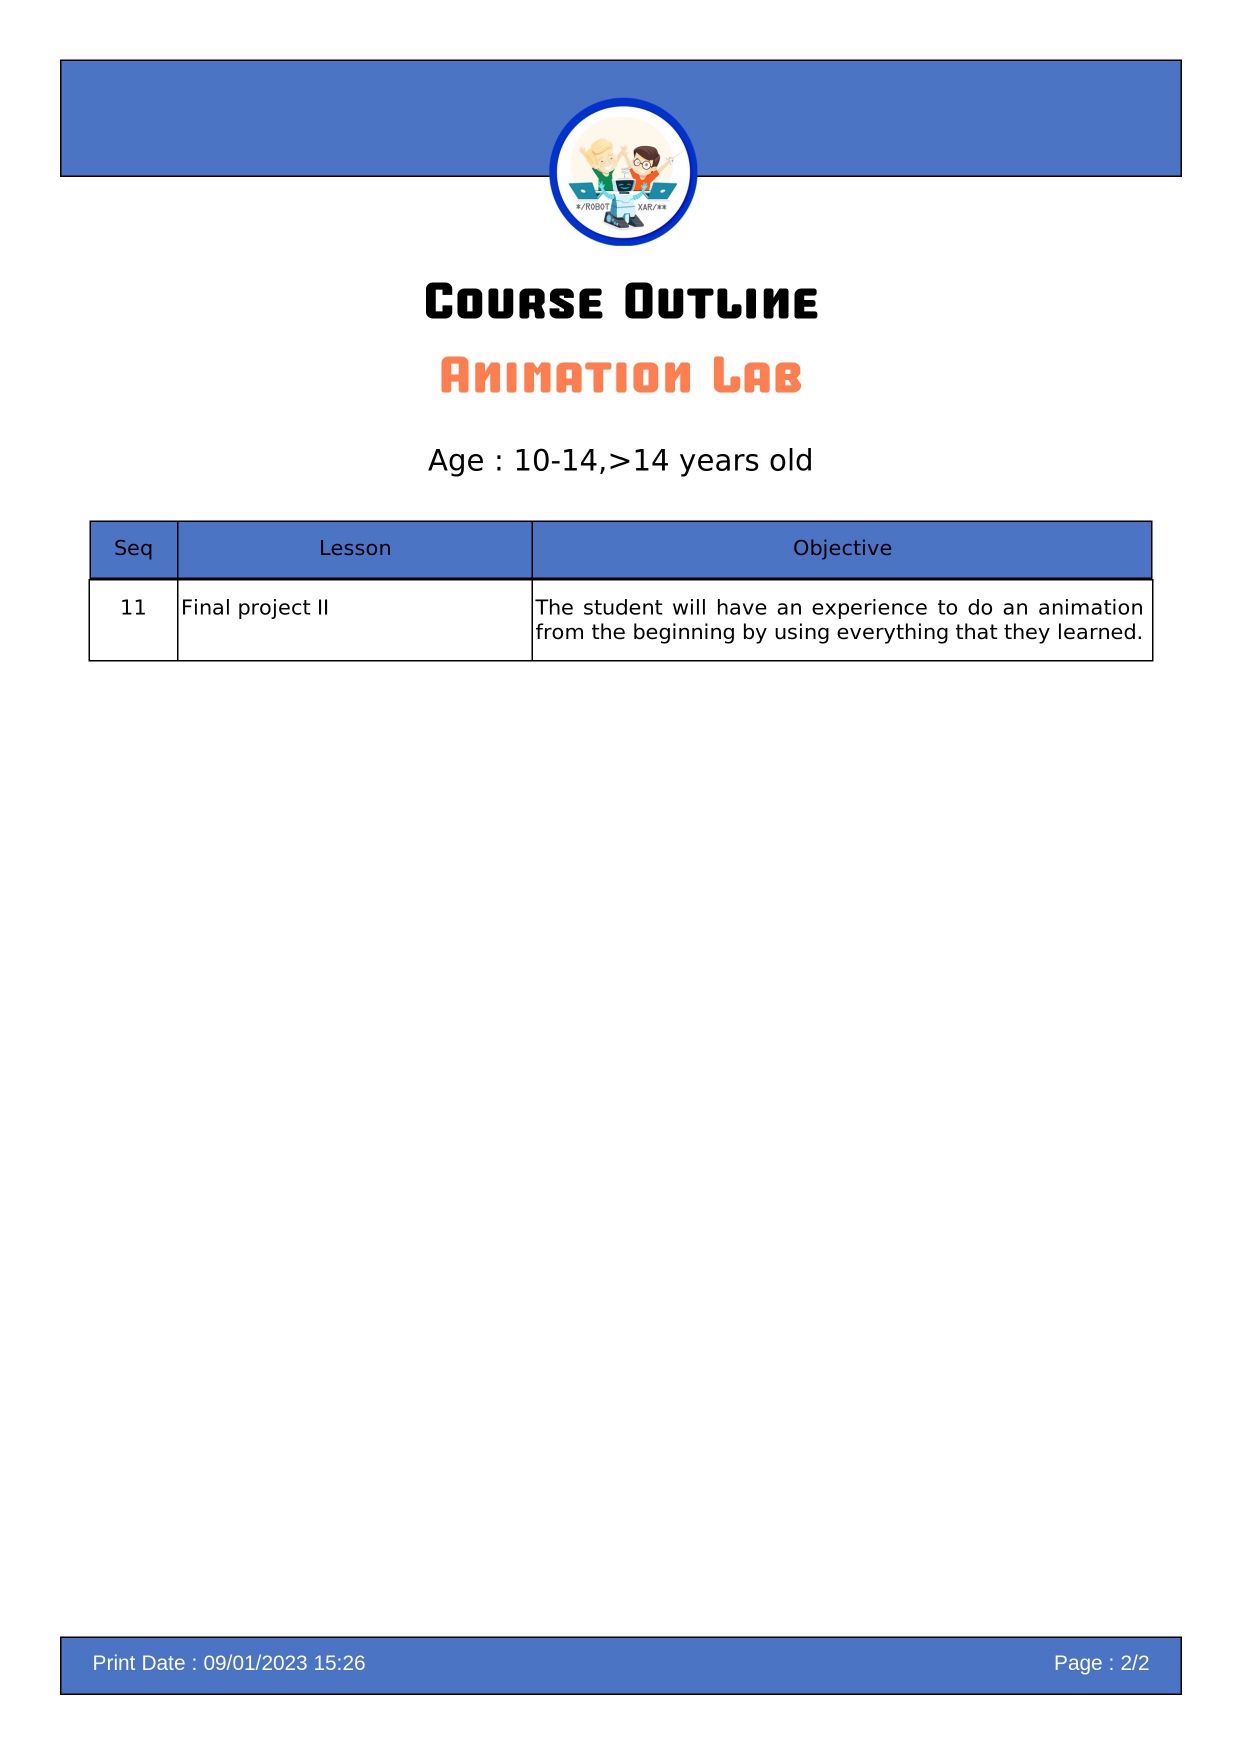 */ROBOT XAR/**
Course Outline
Animation Lab
Age : 10-14,>14 years old
Seq Lesson Objective
11 Final project II The student will have an experience to do an animation
from the beginning by using everything that they learned.
Print Date : 09/01/2023 15:26 Page : 2/2